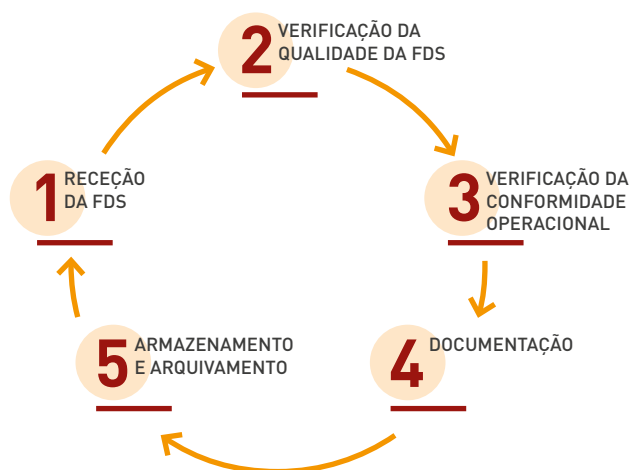 1 RECEÇÃO
DA FDS
2 VERIFICAÇÃO DA
QUALIDADE DA FDS
3 VERIFICAÇÃO DA
CONFORMIDADE
OPERACIONAL
4 DOCUMENTAÇÃO
5 ARMAZENAMENTO
E ARQUIVAMENTO